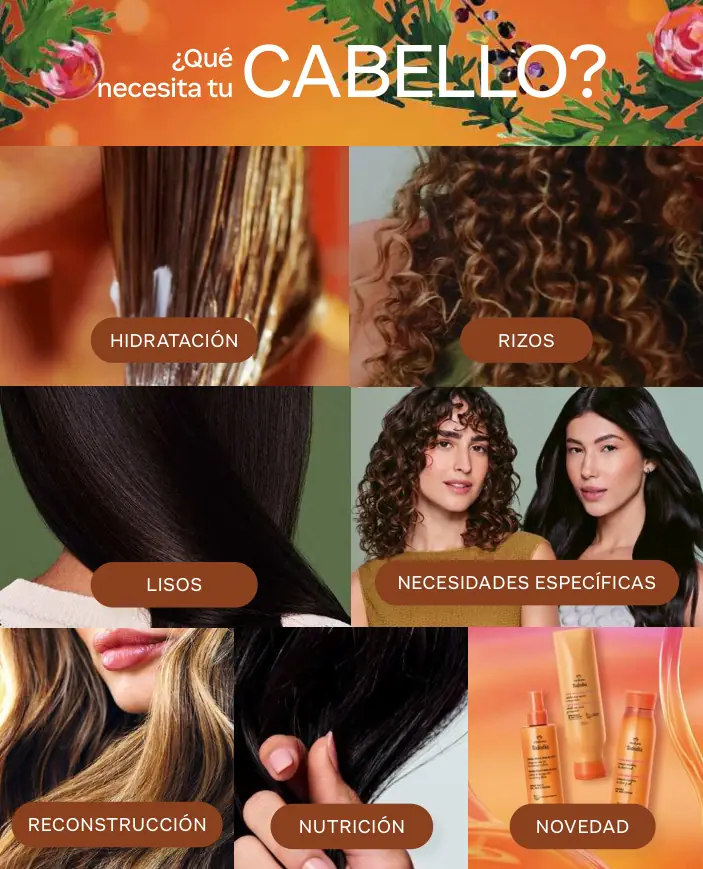 ¿Qué
necesita tu
CABELLO?
HIDRATACIÓN
RIZOS
LISOS
NECESIDADES ESPECÍFICAS
RECONSTRUCCIÓN
NUTRICIÓN
NOVEDAD